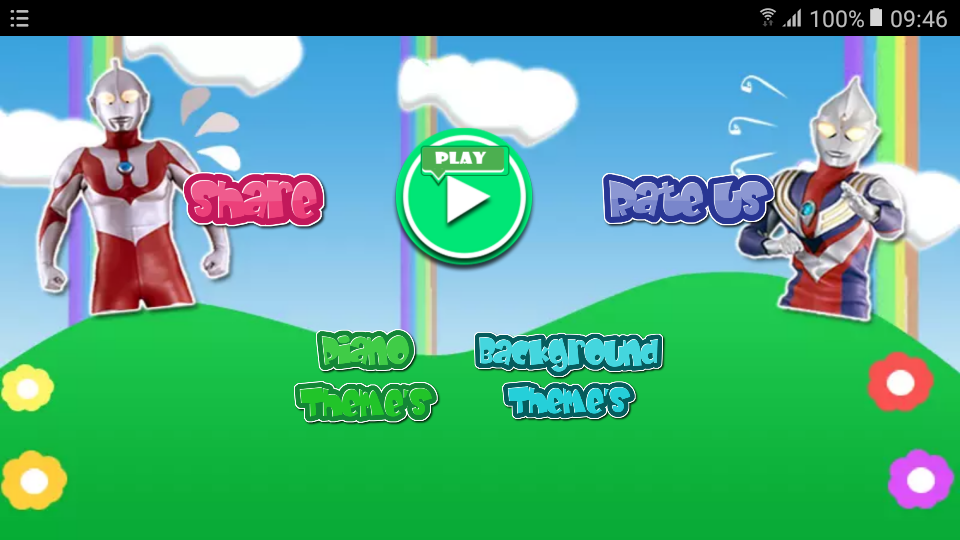 100% 09:46
PLAY
Share
Rate Us
Piano
Theme's
Background
Theme's